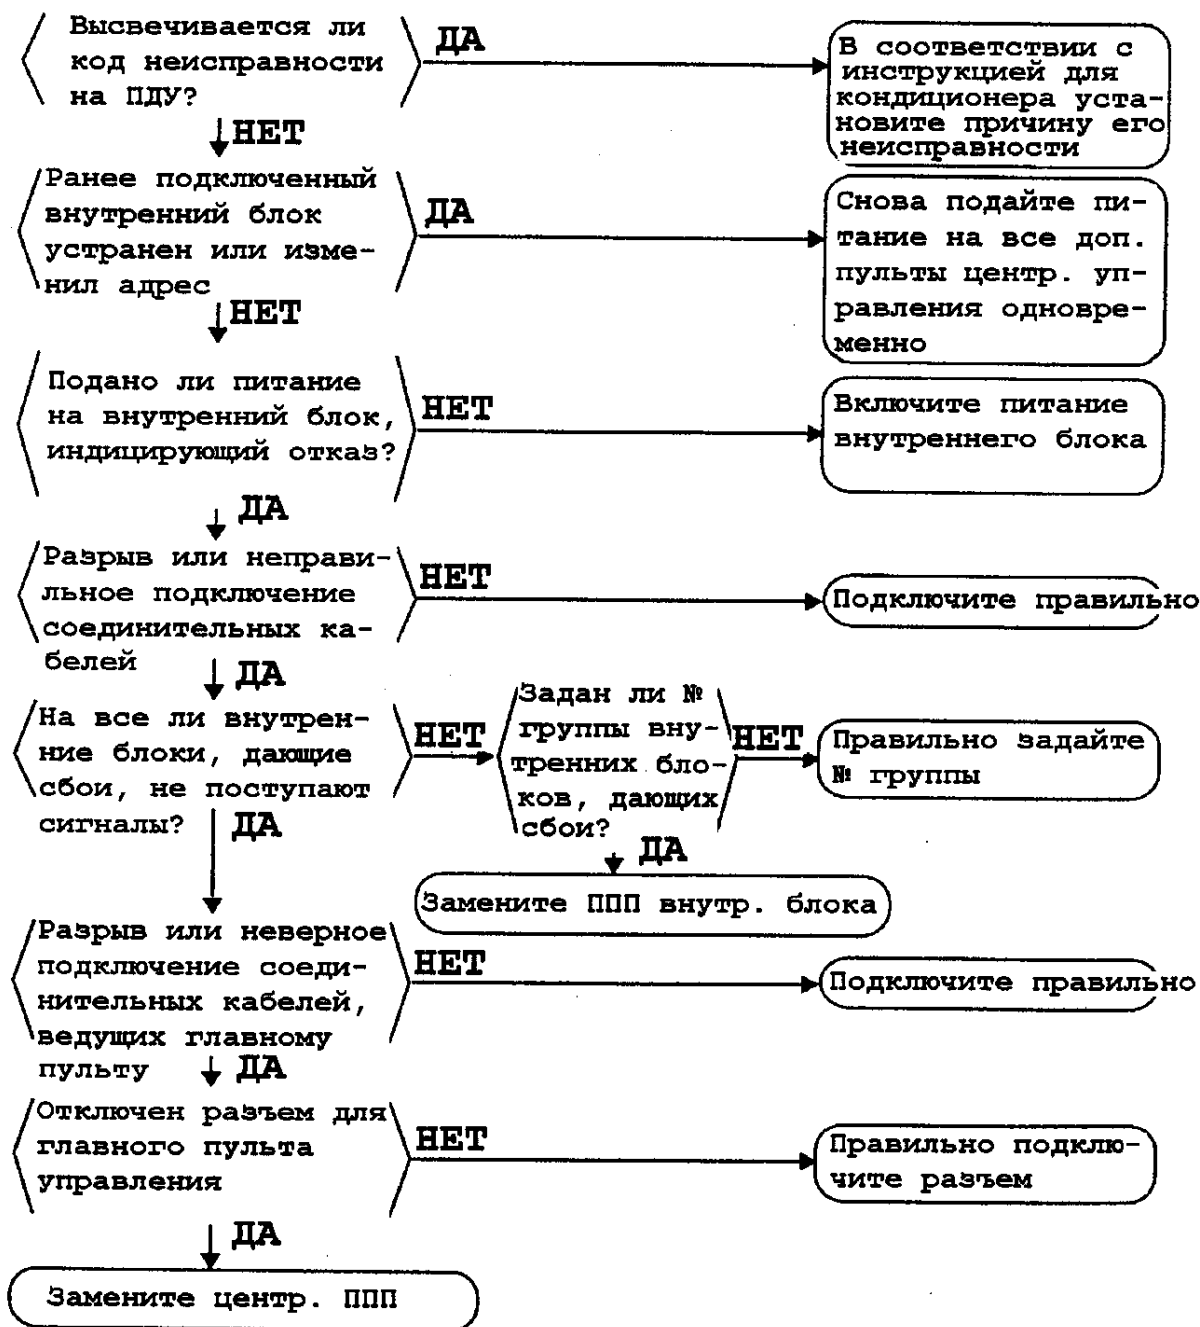 Высвечивается ли
код неисправности
на ПДУ?
ДА
В соответствии с
инструкцией для
кондиционера уста-
новите причину его
неисправности
НЕТ
Ранее подключенный
внутренний блок
устранен или изме-
нил адрес
ДА
Снова подайте пи-
тание на все доп.
пульты центр. уп-
равления одновре-
менно
НЕТ
Подано ли питание
на внутренний блок,
индицирующий отказ?
НЕТ
Включите питание
внутреннего блока
ДА
Разрыв или неправи-
льное подключение
соединительных ка-
белей
НЕТ
Подключите правильно
ДА
На все ли внутрен-
ние блоки, дающие
сбои, не поступают
сигналы?
НЕТ
Задан ли №
группы вну-
тренних бло-
ков, дающих
сбои?
НЕТ
Правильно задайте
№ группы
ДА
ДА
Замените ППП внутр. блока
Разрыв или неверное
подключение соеди-
нительных кабелей,
ведущих главному
пульту
НЕТ
Подключите правильно
ДА
Отключен разъем для
главного пульта
управления
НЕТ
Правильно подклю-
чите разъем
ДА
Замените центр. ППП